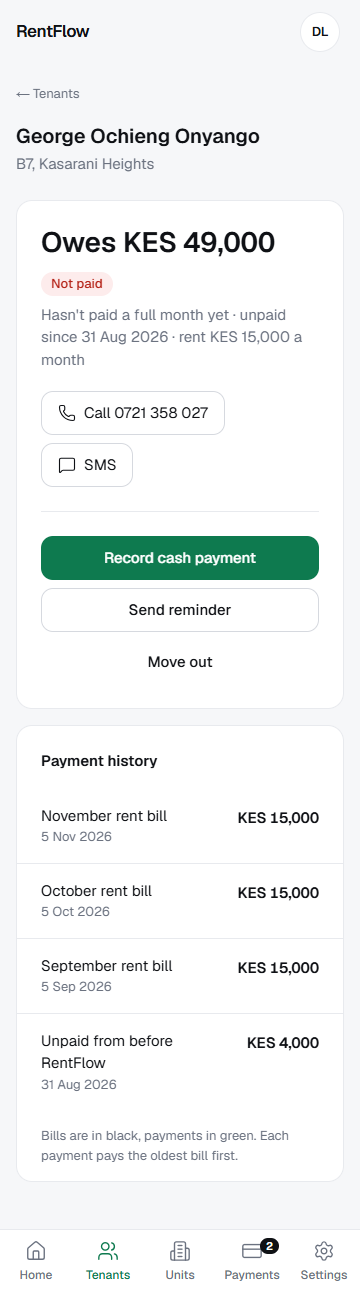 RentFlow
DL
← Tenants
George Ochieng Onyango
B7, Kasarani Heights
Owes KES 49,000
Not paid
Hasn't paid a full month yet · unpaid
since 31 Aug 2026 · rent KES 15,000 a
month
Call 0721 358 027
SMS
Record cash payment
Send reminder
Move out
Payment history
November rent bill
KES 15,000
5 Nov 2026
October rent bill
KES 15,000
5 Oct 2026
September rent bill
KES 15,000
5 Sep 2026
Unpaid from before
RentFlow
KES 4,000
31 Aug 2026
Bills are in black, payments in green. Each
payment pays the oldest bill first.
2
Home
Tenants
Units
Payments
Settings